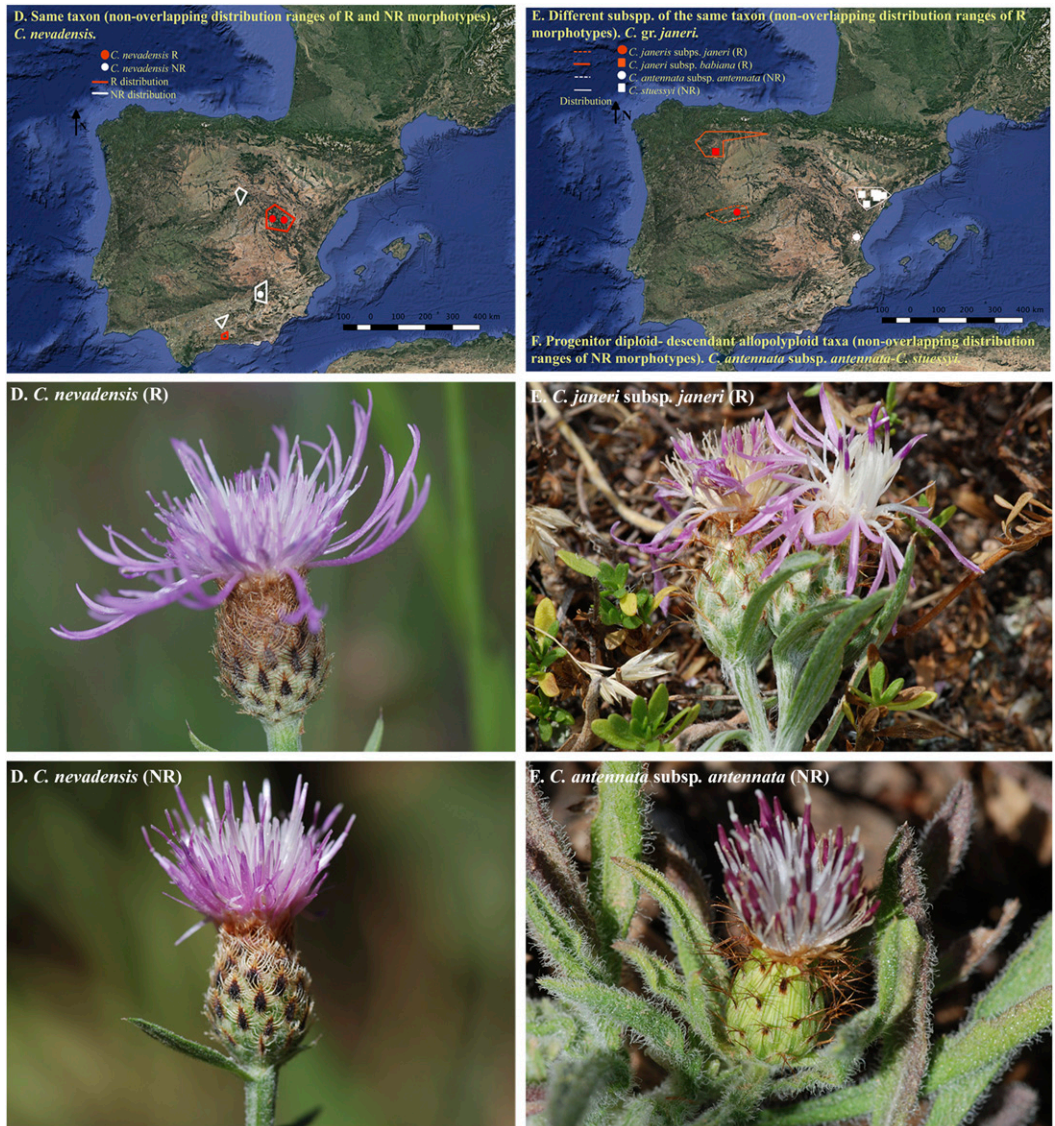 D. Same taxon (non-overlapping distribution ranges of R and NR morphotypes).
C. nevadensis.
C. nevadensis R
C. nevadensis NR
R distribution
NR distribution
N
100 0 100 200 300 400 km
E. Different subspp. of the same taxon (non-overlapping distribution ranges of R
morphotypes). C. gr. janeri.
C. janeris subps. janeri (R)
C. janeri subsp. babiana (R)
C. antennata subsp. antennata (NR)
C. stuessyi (NR)
Distribution
N
100 0 100 200 300 400 km
F. Progenitor diploid- descendant allopolyploid taxa (non-overlapping distribution
ranges of NR morphotypes). C. antennata subsp. antennata-C. stuessyi.
D. C. nevadensis (R)
E. C. janeri subsp. janeri (R)
D. C. nevadensis (NR)
F. C. antennata subsp. antennata (NR)